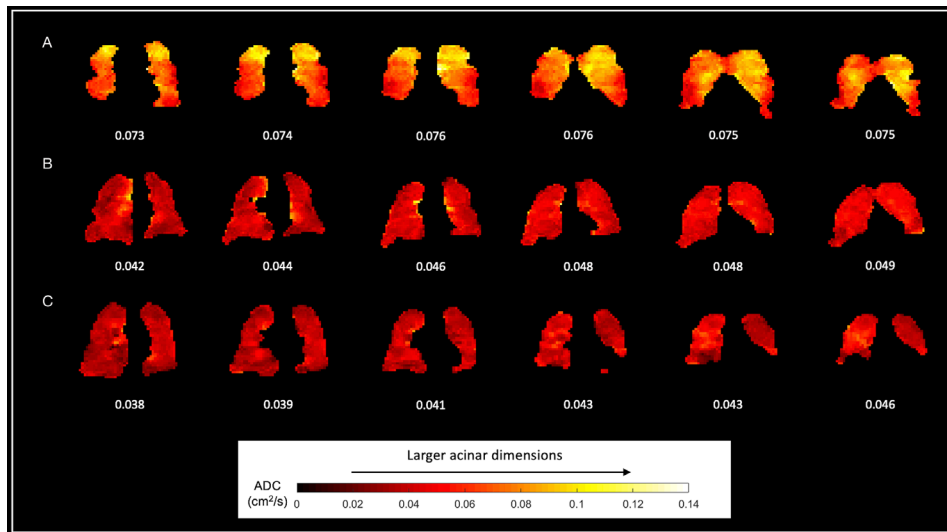 A
0.073 0.074 0.076 0.076 0.075 0.075
B
0.042 0.044 0.046 0.048 0.048 0.049
C
0.038 0.039 0.041 0.043 0.043 0.046
Larger acinar dimensions
ADC
(cm²/s)
0 0.02 0.04 0.06 0.08 0.1 0.12 0.14